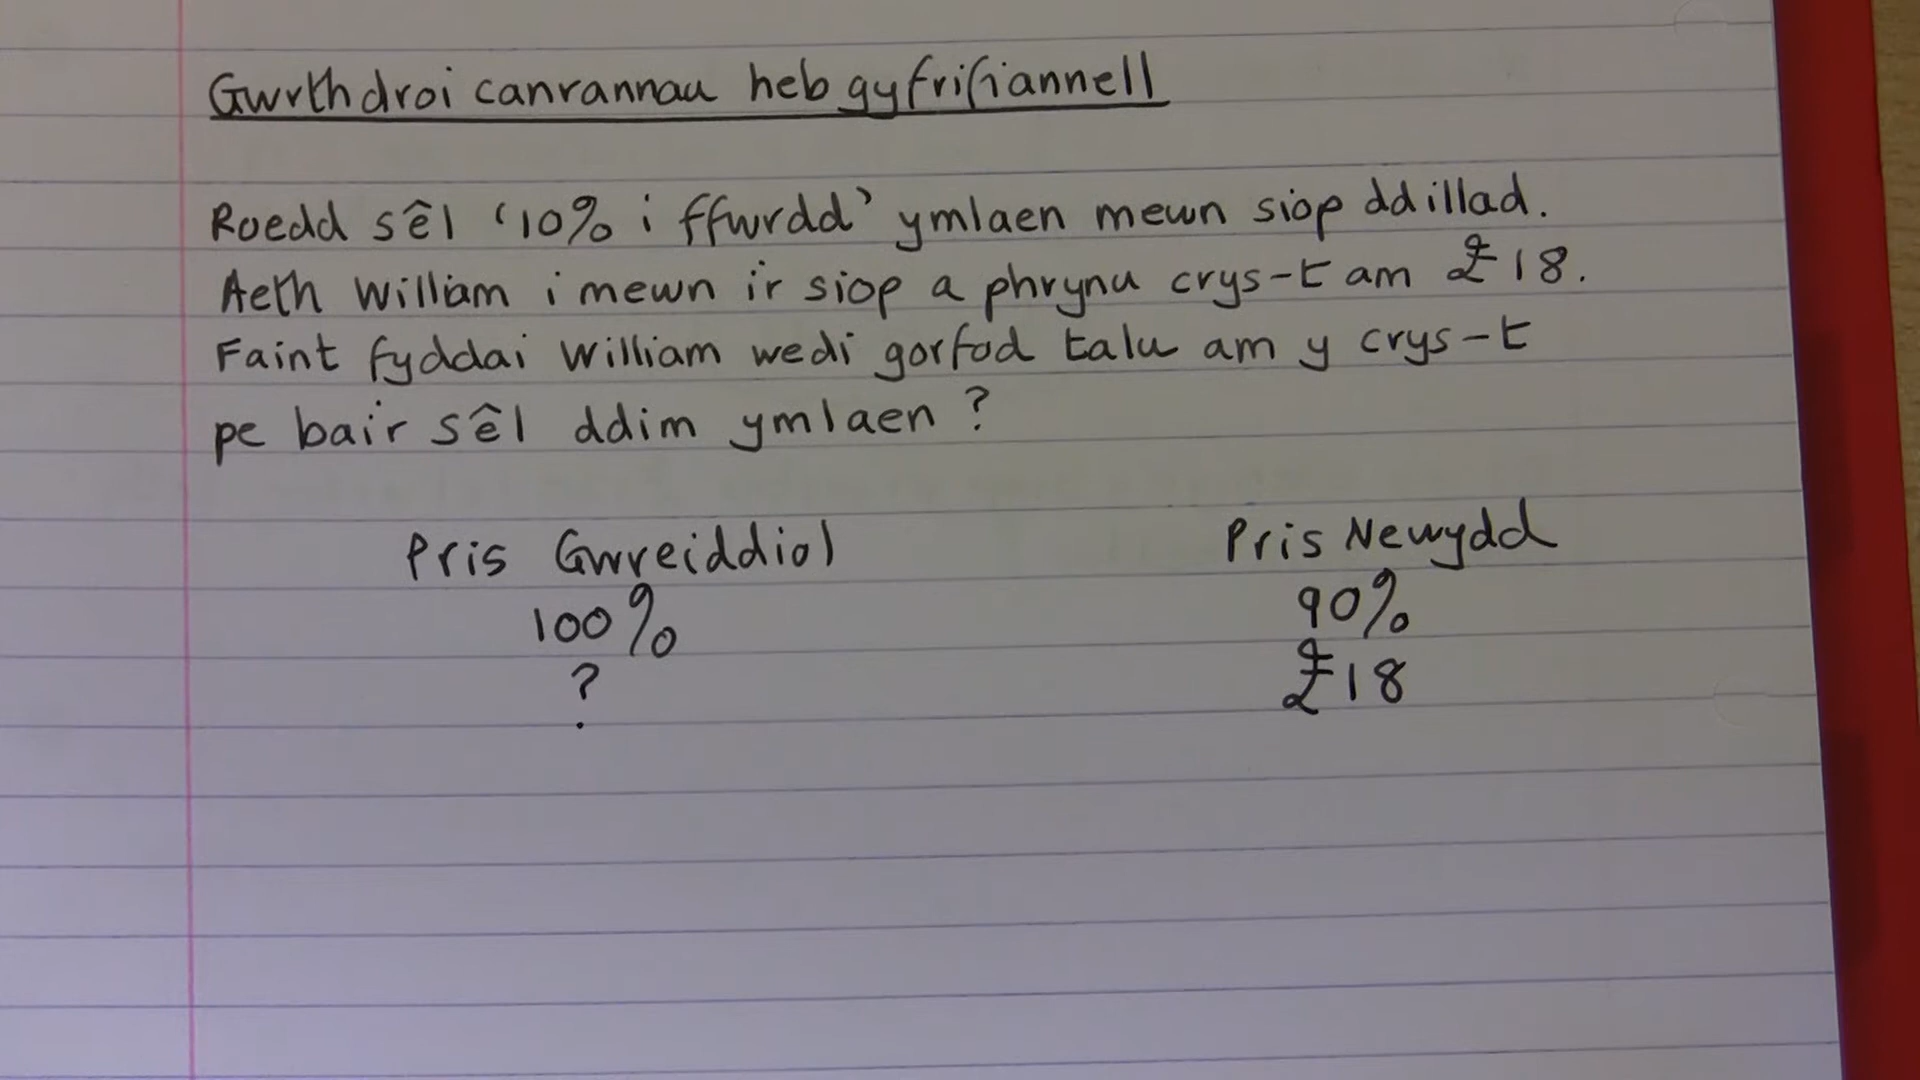 Gwrthdroi canrannau heb gyfrifiannell
Roedd sêl '10% i ffwrdd' ymlaen mewn siop ddillad.
Aeth William i mewn i'r siop a phrynu crys-t am £18.
Faint fyddai William wedi gorfod talu am y crys-t
pe bai'r sêl ddim ymlaen?
Pris Gwreiddiol Pris Newydd
100% 90%
? £18